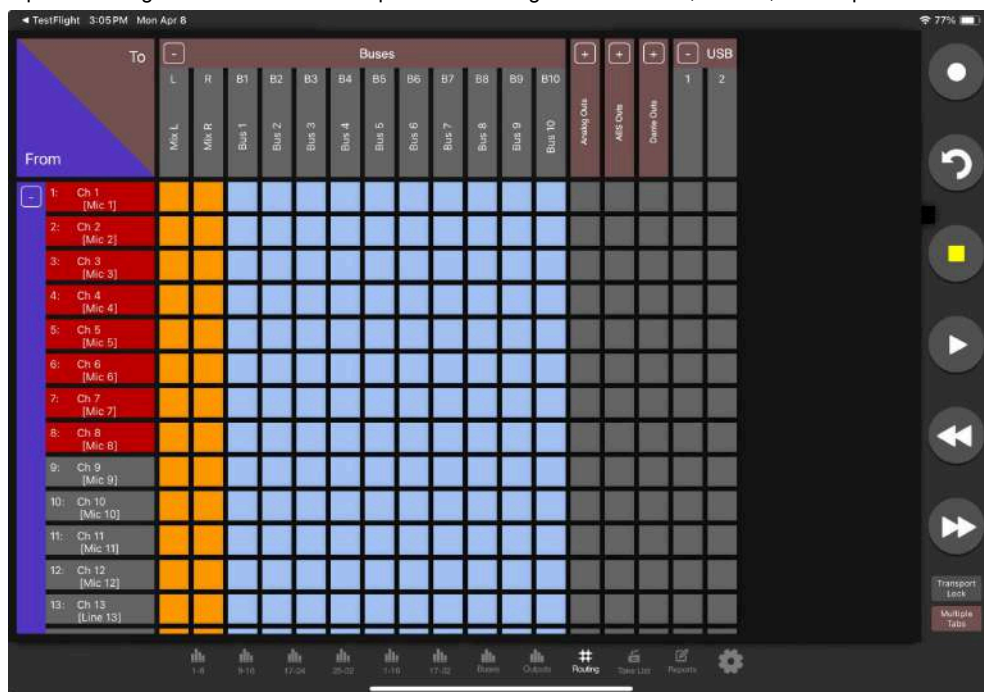 TestFlight 3:05 PM Mon Apr 8 77%
To
From
- Buses + + + - USB
L R B1 B2 B3 B4 B5 B6 B7 B8 B9 B10 1 2
Mix L
Mix R
Bus 1
Bus 2
Bus 3
Bus 4
Bus 5
Bus 6
Bus 7
Bus 8
Bus 9
Bus 10
Analog Outs
AES Outs
Dante Outs
-
1: Ch 1
[Mic 1]
2: Ch 2
[Mic 2]
3: Ch 3
[Mic 3]
4: Ch 4
[Mic 4]
5: Ch 5
[Mic 5]
6: Ch 6
[Mic 6]
7: Ch 7
[Mic 7]
8: Ch 8
[Mic 8]
9: Ch 9
[Mic 9]
10: Ch 10
[Mic 10]
11: Ch 11
[Mic 11]
12: Ch 12
[Mic 12]
13: Ch 13
[Line 13]
Transport
Lock
Multiple
Tabs
1-8 9-16 17-24 25-32 1-16 17-32 Buses Outputs Routing Take List Reports